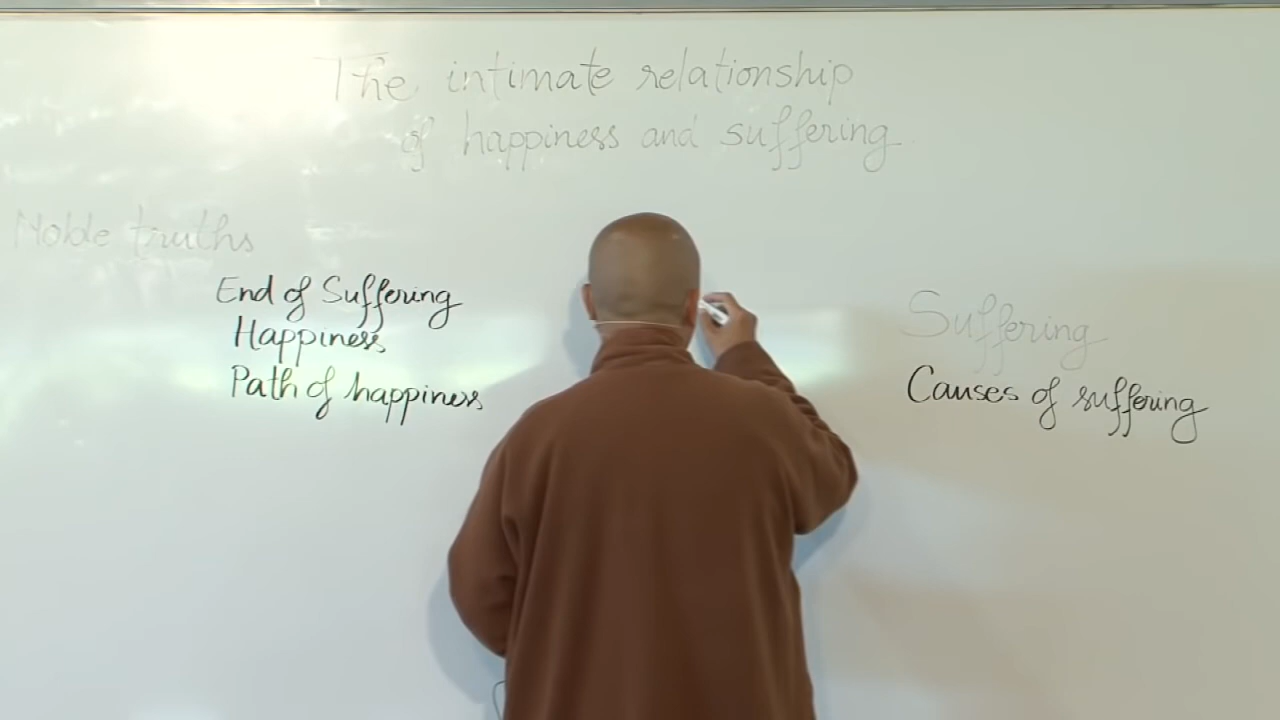 The intimate relationship
of happiness and suffering
Noble truths
End of Suffering
Happiness
Path of happiness
Suffering
Causes of suffering